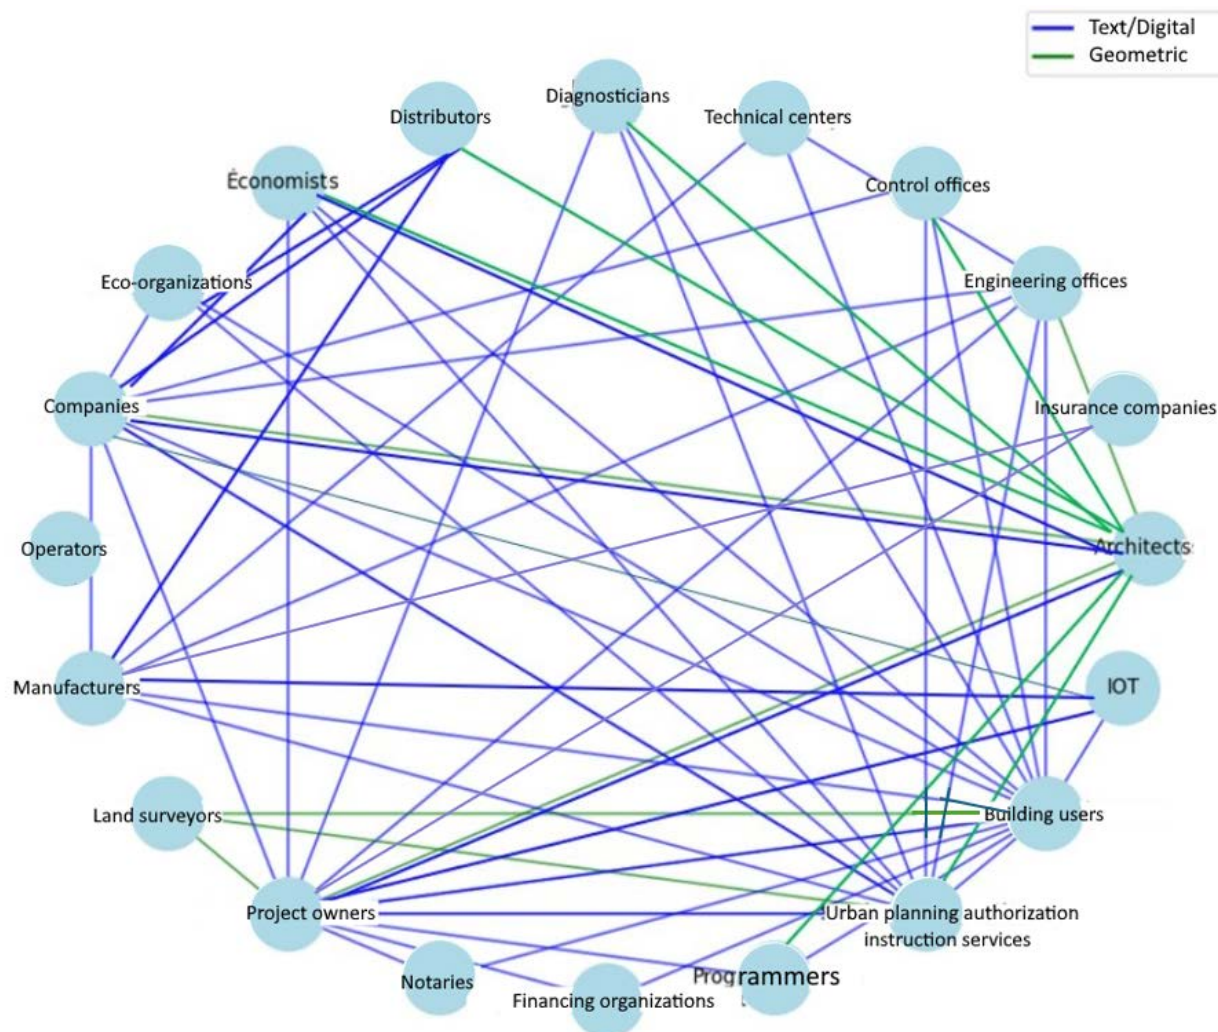 Text/Digital
Geometric
Diagnosticians
Distributors
Technical centers
Économists
Control offices
Eco-organizations
Engineering offices
Companies
Insurance companies
Operators
Architects
Manufacturers
IOT
Land surveyors
Building users
Project owners
Urban planning authorization
instruction services
Notaries
Programmers
Financing organizations